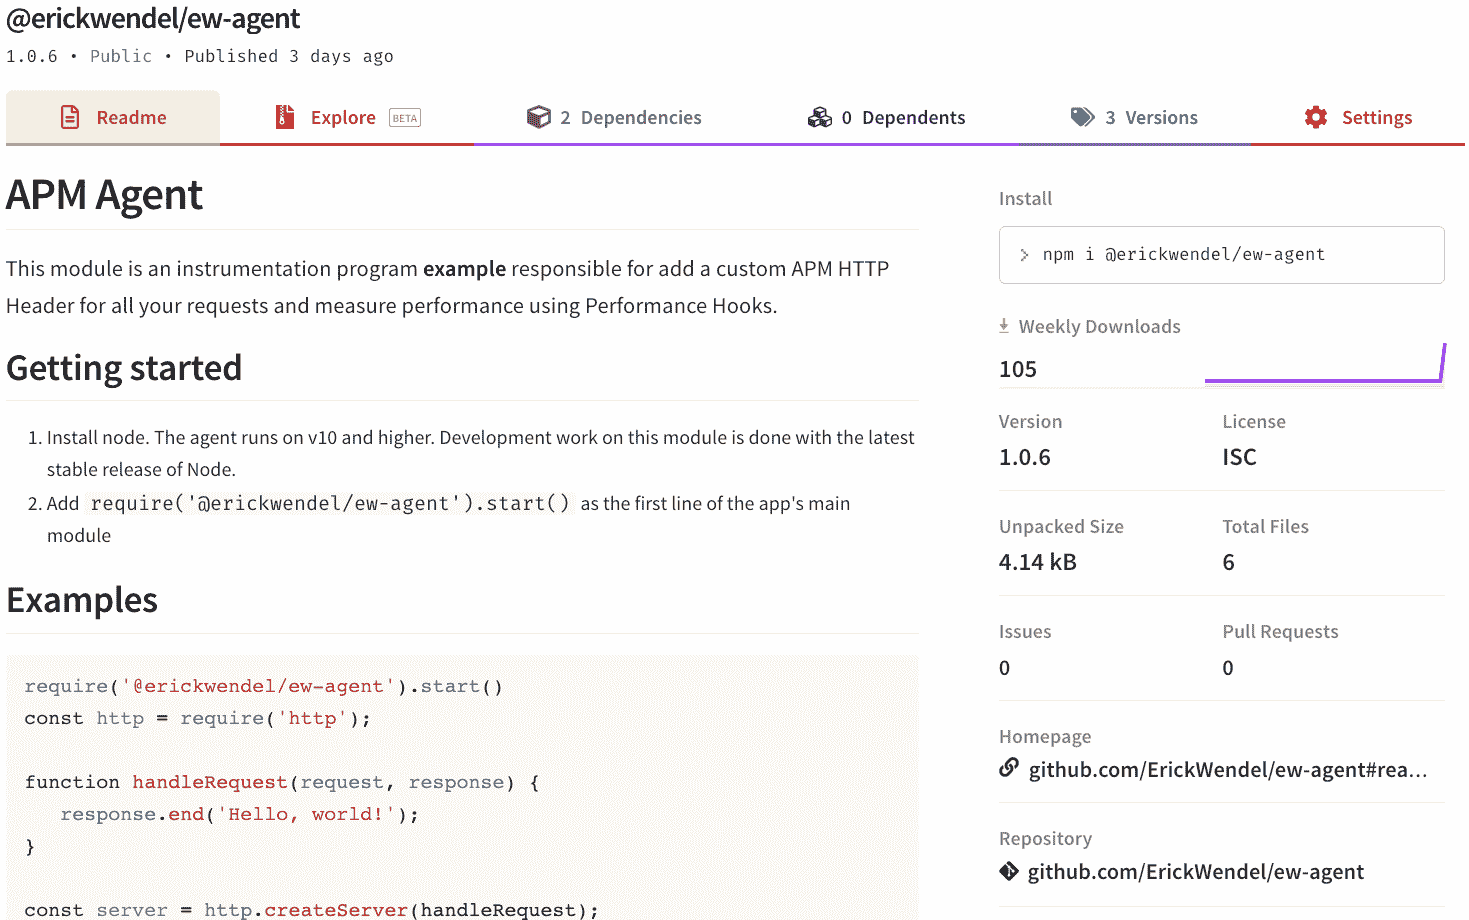 @erickwendel/ew-agent
1.0.6 • Public • Published 3 days ago
Readme
Explore BETA
2 Dependencies
0 Dependents
3 Versions
Settings
APM Agent
This module is an instrumentation program example responsible for add a custom APM HTTP
Header for all your requests and measure performance using Performance Hooks.
Getting started
1. Install node. The agent runs on v10 and higher. Development work on this module is done with the latest
stable release of Node.
2. Add require('@erickwendel/ew-agent').start() as the first line of the app's main
module
Examples
require('@erickwendel/ew-agent').start()
const http = require('http');
function handleRequest(request, response) {
response.end('Hello, world!');
}
const server = http.createServer(handleRequest);
Install
> npm i @erickwendel/ew-agent
Weekly Downloads
105
Version
1.0.6
License
ISC
Unpacked Size
4.14 kB
Total Files
6
Issues
0
Pull Requests
0
Homepage
github.com/ErickWendel/ew-agent#rea...
Repository
github.com/ErickWendel/ew-agent